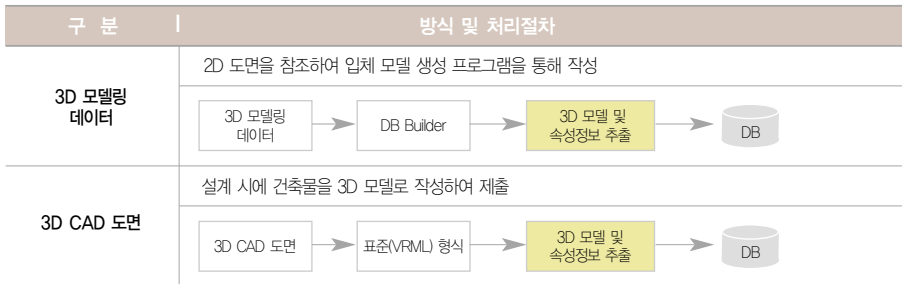 구 분 방식 및 처리절차
2D 도면을 참조하여 입체 모델 생성 프로그램을 통해 작성
3D 모델링
데이터
3D 모델링
데이터
DB Builder
3D 모델 및
속성정보 추출
DB
설계 시에 건축물을 3D 모델로 작성하여 제출
3D CAD 도면
3D CAD 도면
표준(VRML) 형식
3D 모델 및
속성정보 추출
DB